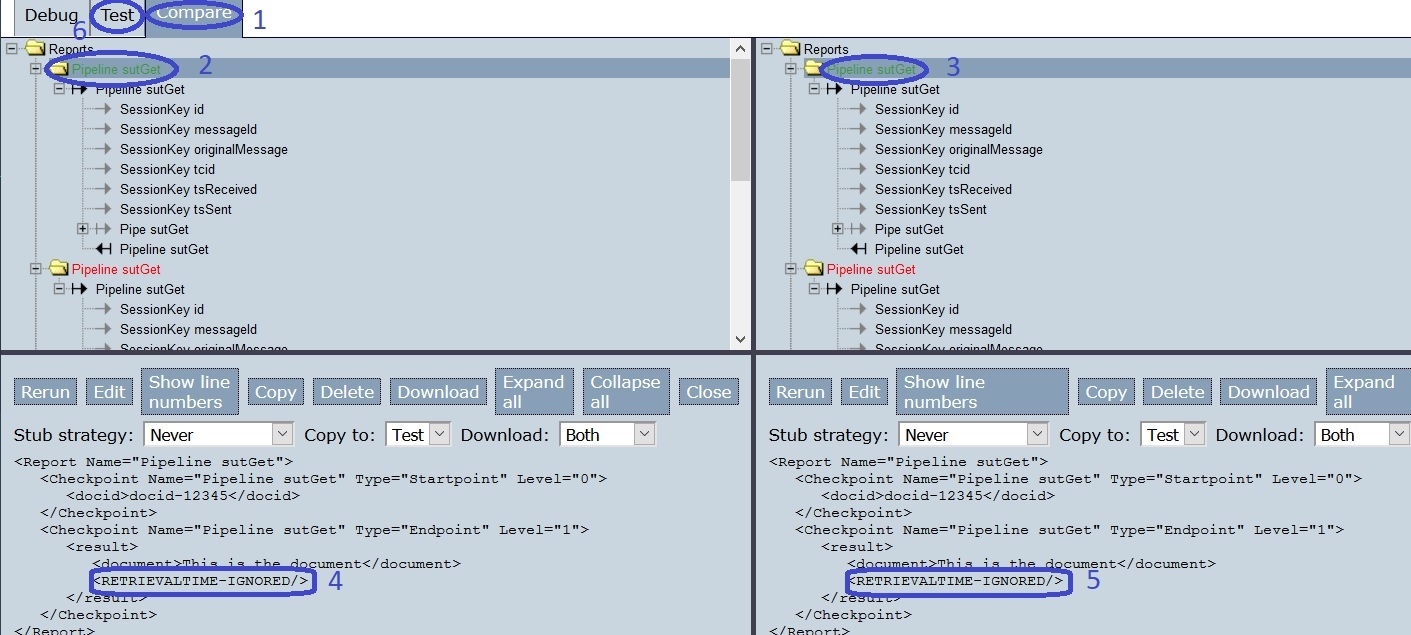 Debug Test Compare 1
6
Reports
Pipeline sutGet 2
Pipeline sutGet
SessionKey id
SessionKey messageId
SessionKey originalMessage
SessionKey tcid
SessionKey tsReceived
SessionKey tsSent
Pipe sutGet
Pipeline sutGet
Pipeline sutGet
Pipeline sutGet
SessionKey id
SessionKey messageId
SessionKey originalMessage
Reports
Pipeline sutGet 3
Pipeline sutGet
SessionKey id
SessionKey messageId
SessionKey originalMessage
SessionKey tcid
SessionKey tsReceived
SessionKey tsSent
Pipe sutGet
Pipeline sutGet
Pipeline sutGet
Pipeline sutGet
SessionKey id
SessionKey messageId
SessionKey originalMessage
Rerun Edit Show line numbers Copy Delete Download Expand all Collapse all Close
Stub strategy: Never Copy to: Test Download: Both
<Report Name="Pipeline sutGet">
<Checkpoint Name="Pipeline sutGet" Type="Startpoint" Level="0">
<docid>docid-12345</docid>
</Checkpoint>
<Checkpoint Name="Pipeline sutGet" Type="Endpoint" Level="1">
<result>
<document>This is the document</document>
<RETRIEVALTIME-IGNORED/> 4
</result>
</Checkpoint>
</Report>
Rerun Edit Show line numbers Copy Delete Download Expand all
Stub strategy: Never Copy to: Test Download: Both
<Report Name="Pipeline sutGet">
<Checkpoint Name="Pipeline sutGet" Type="Startpoint" Level="0">
<docid>docid-12345</docid>
</Checkpoint>
<Checkpoint Name="Pipeline sutGet" Type="Endpoint" Level="1">
<result>
<document>This is the document</document>
<RETRIEVALTIME-IGNORED/> 5
</result>
</Checkpoint>
</Report>